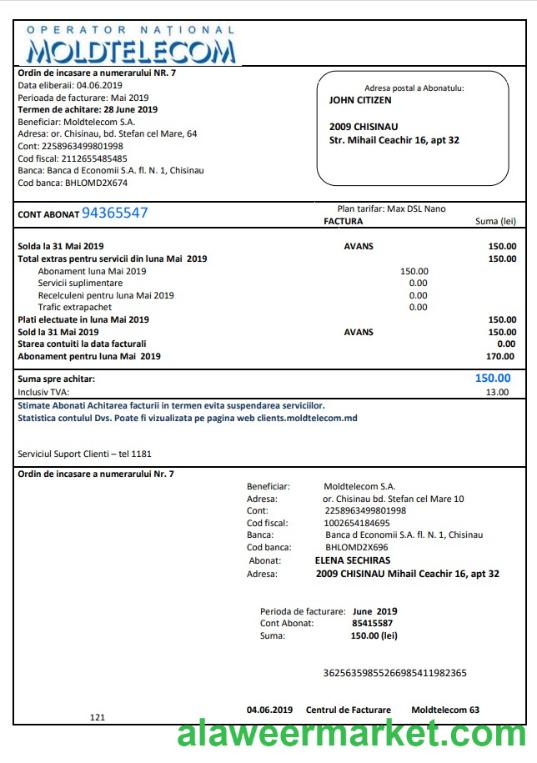 OPERATOR NAȚIONAL
MOLDTELECOM
Ordin de incasare a numerarului NR. 7
Data eliberaii: 04.06.2019
Perioada de facturare: Mai 2019
Termen de achitare: 28 June 2019
Beneficiar: Moldtelecom S.A.
Adresa: or. Chisinau, bd. Stefan cel Mare, 64
Cont: 2258963499801998
Cod fiscal: 2112655485485
Banca: Banca d Economii S.A. fl. N. 1, Chisinau
Cod banca: BHLOMD2X674
Adresa postal a Abonatulu:
JOHN CITIZEN
2009 CHISINAU
Str. Mihail Ceachir 16, apt 32
CONT ABONAT 94365547
Plan tarifar: Max DSL Nano
FACTURA Suma (lei)
Solda la 31 Mai 2019 AVANS 150.00
Total extras pentru servicii din luna Mai 2019 150.00
Abonament luna Mai 2019 150.00
Servicii suplimentare 0.00
Recelculeni pentru luna Mai 2019 0.00
Trafic extrapachet 0.00
Plati electuate in luna Mai 2019 150.00
Sold la 31 Mai 2019 AVANS 150.00
Starea contuiti la data facturali 0.00
Abonament pentru luna Mai 2019 170.00
Suma spre achitar: 150.00
Inclusiv TVA: 13.00
Stimate Abonati Achitarea facturii in termen evita suspendarea serviciilor.
Statistica contulul Dvs. Poate fi vizualizata pe pagina web clients.moldtelecom.md
Serviciul Suport Clienti – tel 1181
Ordin de incasare a numerarului Nr. 7
Beneficiar: Moldtelecom S.A.
Adresa: or. Chisinau bd. Stefan cel Mare 10
Cont: 2258963499801998
Cod fiscal: 1002654184695
Banca: Banca d Economii S.A. fl. N. 1, Chisinau
Cod banca: BHLOMD2X696
Abonat: ELENA SECHIRAS
Adresa: 2009 CHISINAU Mihail Ceachir 16, apt 32
Perioda de facturare: June 2019
Cont Abonat: 85415587
Suma: 150.00 (lei)
36256359855266985411982365
04.06.2019 Centrul de Facturare Moldtelecom 63
121
alaweermarket.com